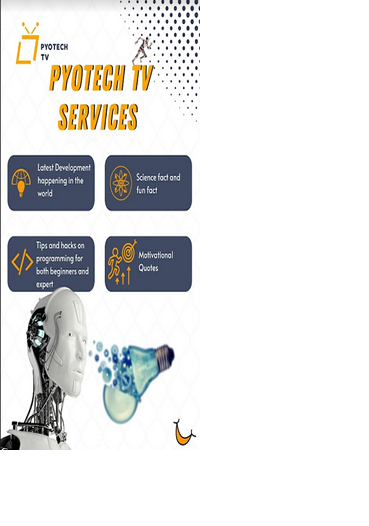 PYOTECH
TV
PYOTECH TV
SERVICES
Latest Development
happening in the
world
Science fact and
fun fact
Tips and hacks on
programming for
both beginners and
expert
Motivational
Quotes